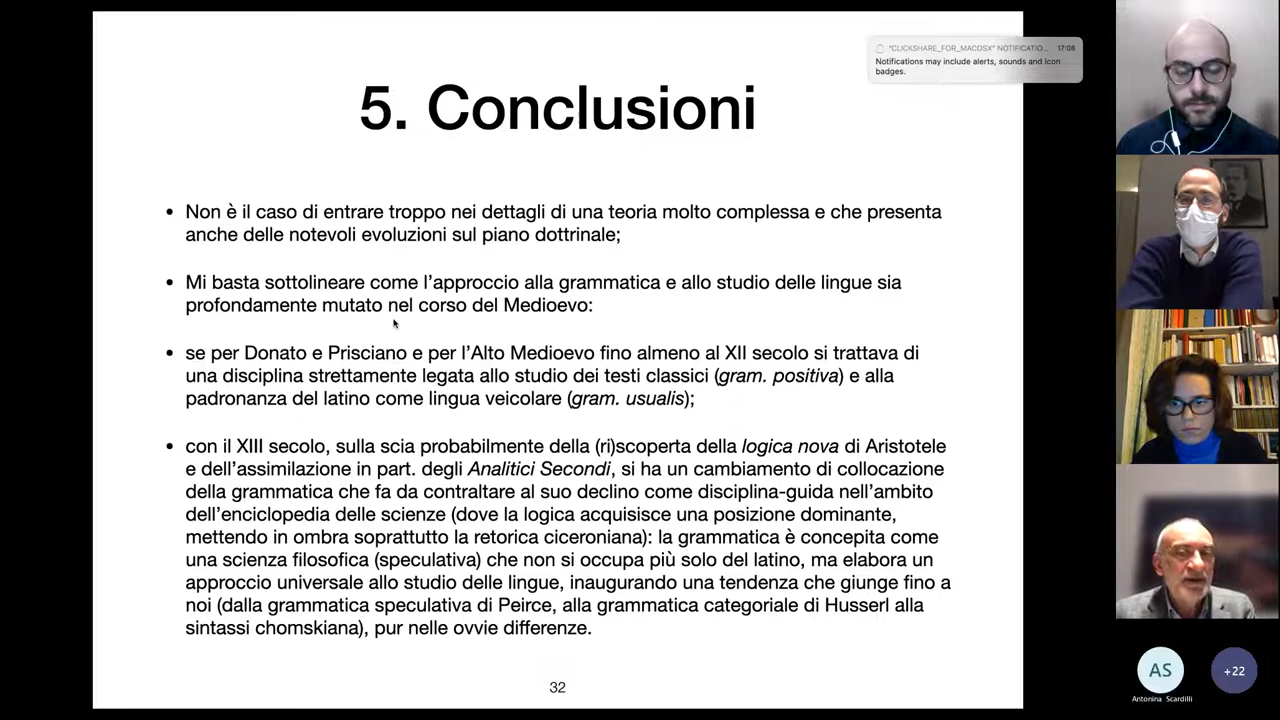 5. Conclusioni
"CLICKSHARE_FOR_MACOSX" NOTIFICATIO... 17:08
Notifications may include alerts, sounds and icon
badges.
• Non è il caso di entrare troppo nei dettagli di una teoria molto complessa e che presenta
anche delle notevoli evoluzioni sul piano dottrinale;
• Mi basta sottolineare come l’approccio alla grammatica e allo studio delle lingue sia
profondamente mutato nel corso del Medioevo:
• se per Donato e Prisciano e per l’Alto Medioevo fino almeno al XII secolo si trattava di
una disciplina strettamente legata allo studio dei testi classici (gram. positiva) e alla
padronanza del latino come lingua veicolare (gram. usualis);
• con il XIII secolo, sulla scia probabilmente della (ri)scoperta della logica nova di Aristotele
e dell’assimilazione in part. degli Analitici Secondi, si ha un cambiamento di collocazione
della grammatica che fa da contraltare al suo declino come disciplina-guida nell’ambito
dell’enciclopedia delle scienze (dove la logica acquisisce una posizione dominante,
mettendo in ombra soprattutto la retorica ciceroniana): la grammatica è concepita come
una scienza filosofica (speculativa) che non si occupa più solo del latino, ma elabora un
approccio universale allo studio delle lingue, inaugurando una tendenza che giunge fino a
noi (dalla grammatica speculativa di Peirce, alla grammatica categoriale di Husserl alla
sintassi chomskiana), pur nelle ovvie differenze.
32
AS
+22
Antonina Scardilli